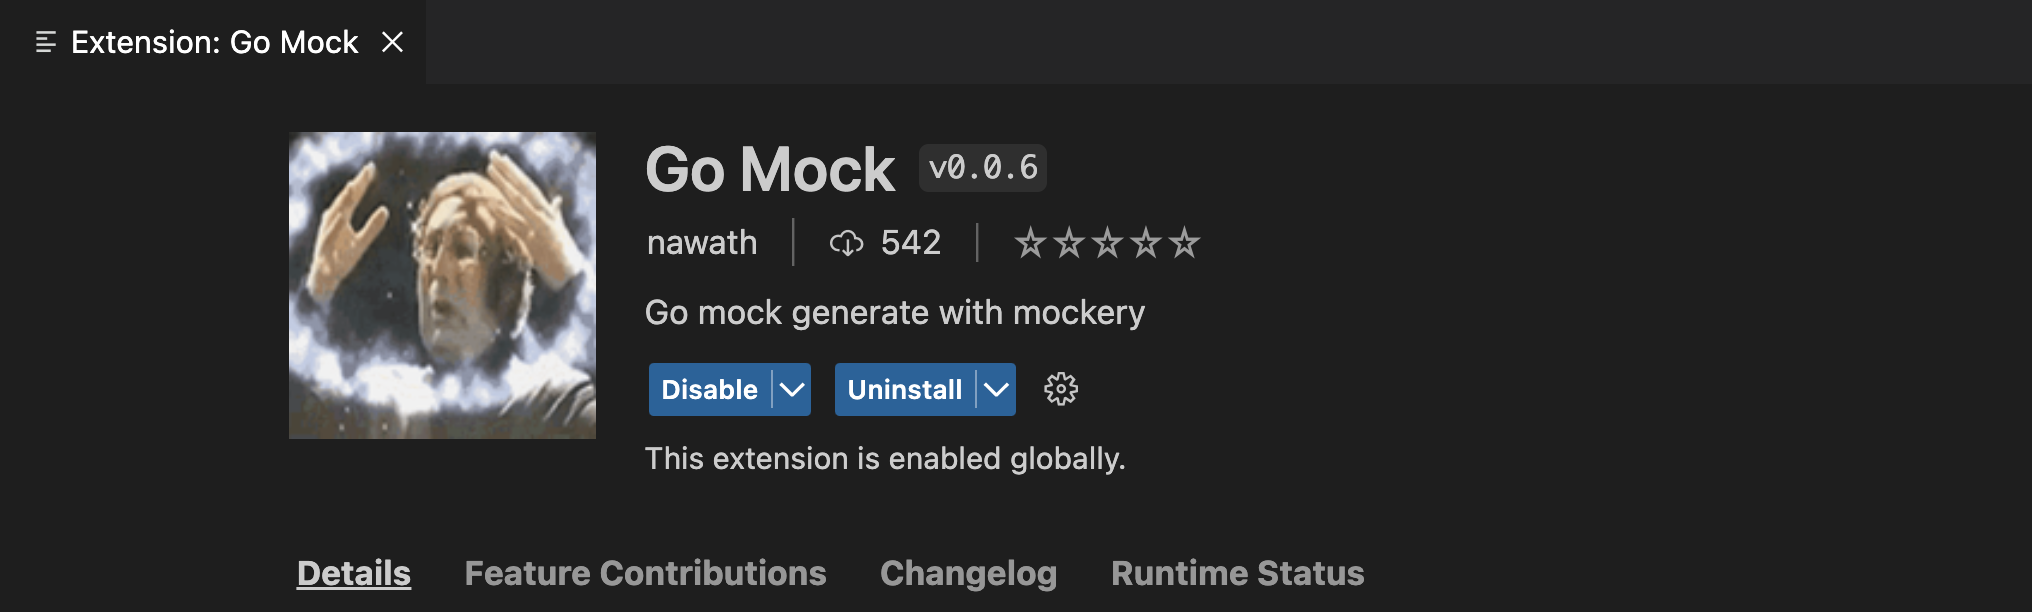 Extension: Go Mock
Go Mock v0.0.6
nawath 542
Go mock generate with mockery
Disable Uninstall
This extension is enabled globally.
Details Feature Contributions Changelog Runtime Status